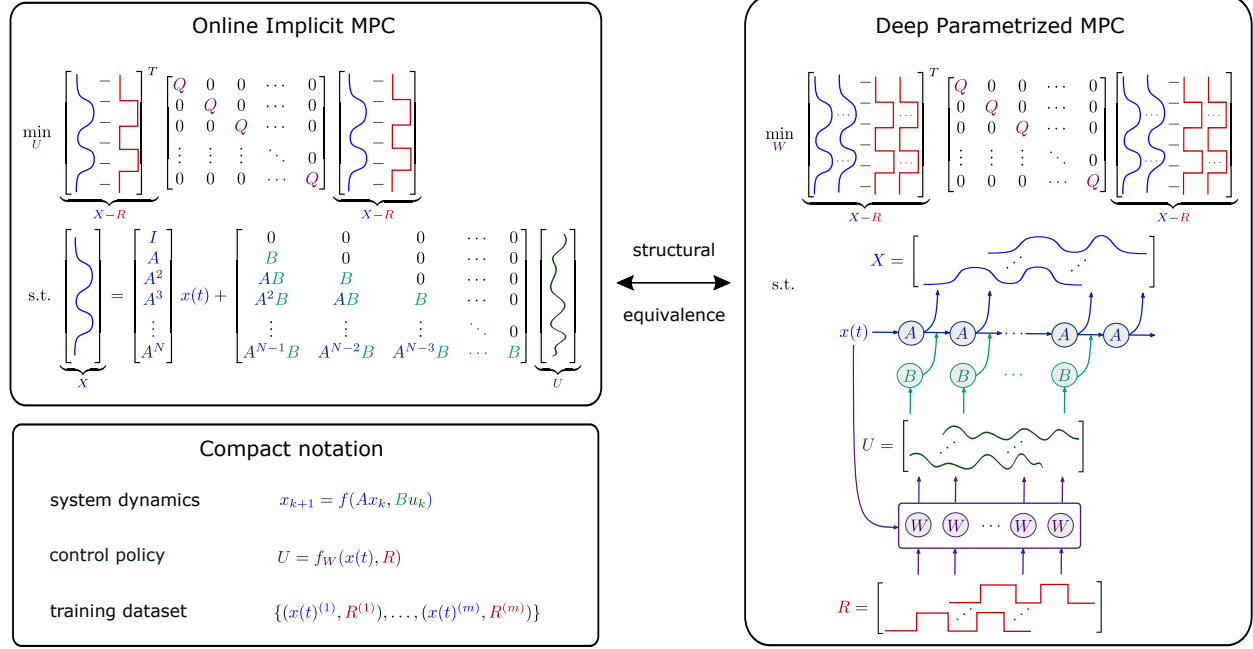 Online Implicit MPC
T
Q 0 0 ⋯ 0
0 Q 0 ⋯ 0
min U
0 0 Q ⋯ 0
⋮ ⋮ ⋮ ⋱ 0
0 0 0 ⋯ Q
X−R X−R
I 0 0 0 ⋯ 0
A B 0 0 ⋯ 0
A² AB B 0 ⋯ 0
s.t. = A³ x(t) + A²B AB B ⋯ 0
⋮ ⋮ ⋮ ⋮ ⋱ 0
A^N A^{N−1}B A^{N−2}B A^{N−3}B ⋯ B
X U
structural
equivalence
Deep Parametrized MPC
T
Q 0 0 ⋯ 0
0 Q 0 ⋯ 0
min W
0 0 Q ⋯ 0
⋮ ⋮ ⋮ ⋱ 0
0 0 0 ⋯ Q
X−R X−R
X =
s.t.
x(t) A A ⋯ A A
B B ⋯ B
U =
W W ⋯ W W
R =
Compact notation
system dynamics x_{k+1} = f(Ax_k, Bu_k)
control policy U = f_W(x(t), R)
training dataset {(x(t)^{(1)}, R^{(1)}), …, (x(t)^{(m)}, R^{(m)})}